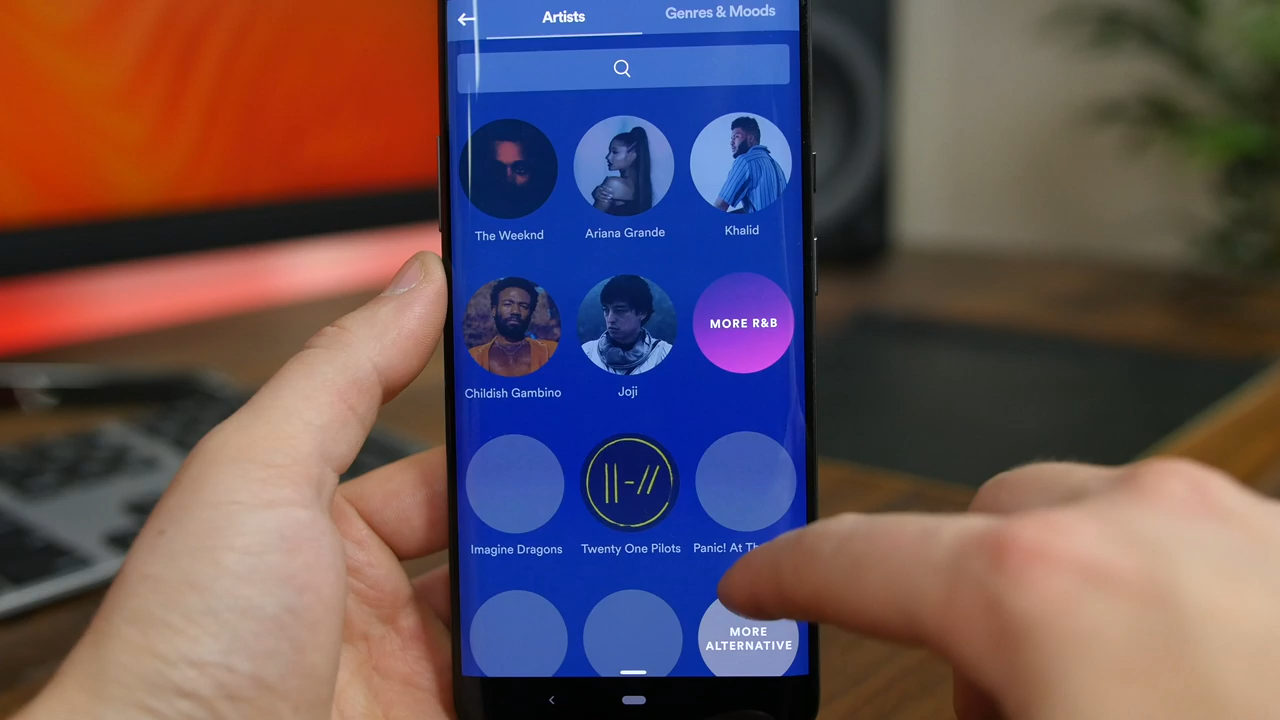 Artists
Genres & Moods
The Weeknd
Ariana Grande
Khalid
MORE R&B
Childish Gambino
Joji
Imagine Dragons
Twenty One Pilots
Panic! At
MORE
ALTERNATIVE